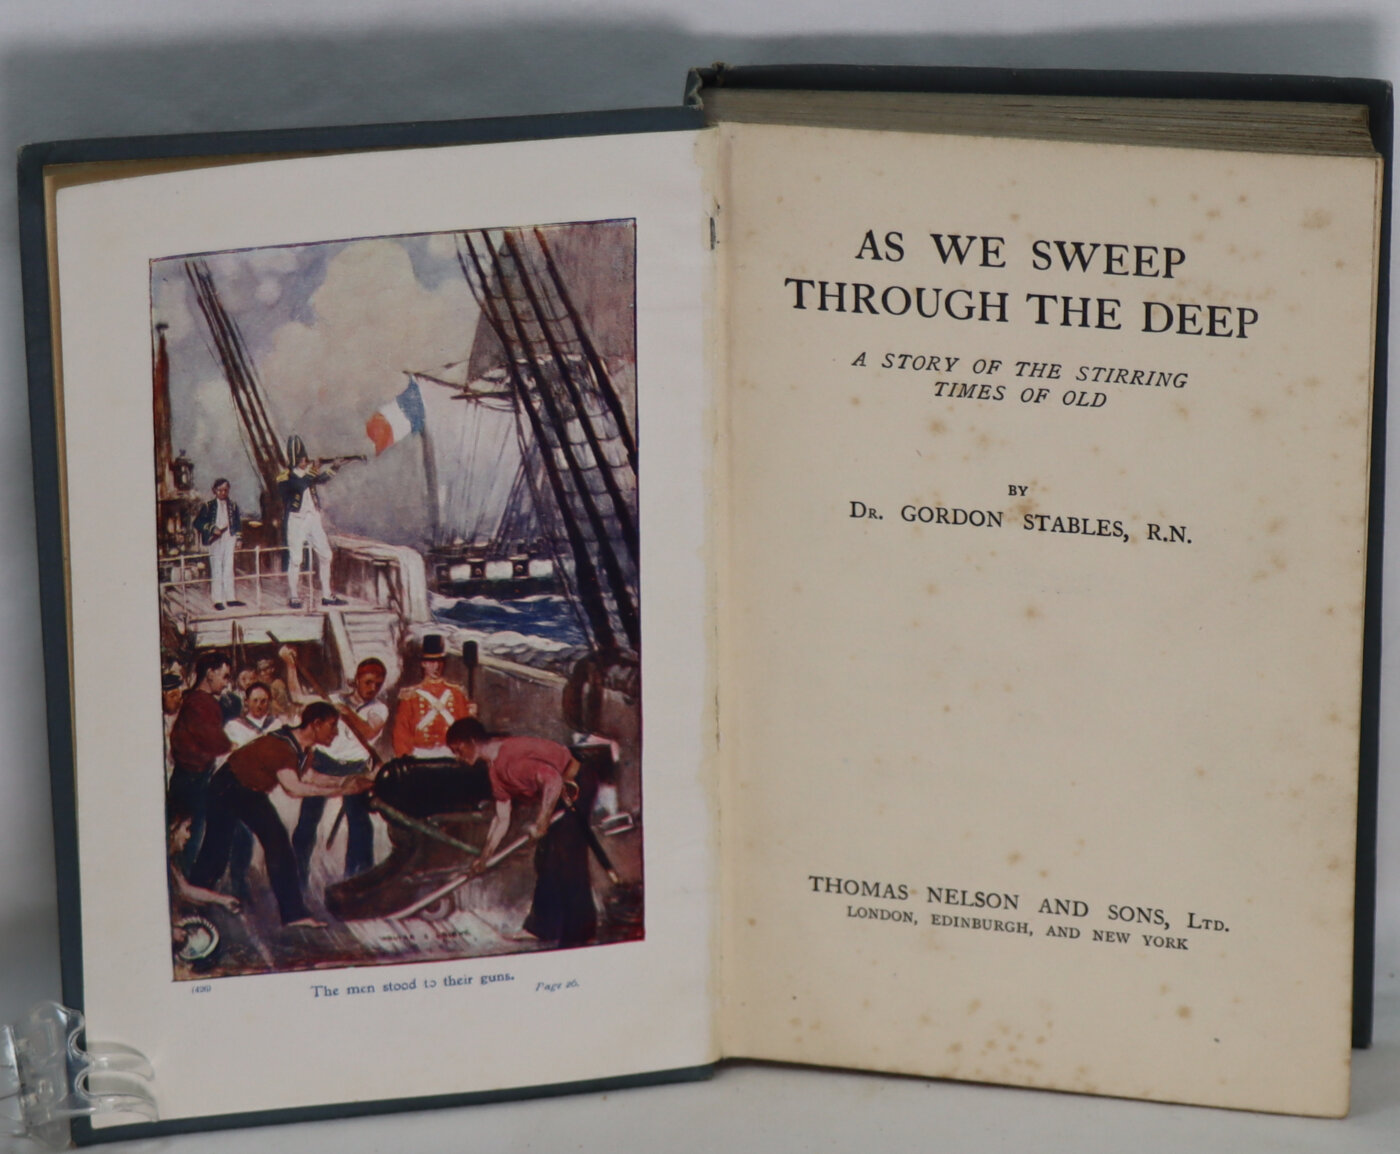 (426)
The men stood to their guns.
Page 26.
AS WE SWEEP
THROUGH THE DEEP
A STORY OF THE STIRRING
TIMES OF OLD
BY
DR. GORDON STABLES, R.N.
THOMAS NELSON AND SONS, LTD.
LONDON, EDINBURGH, AND NEW YORK